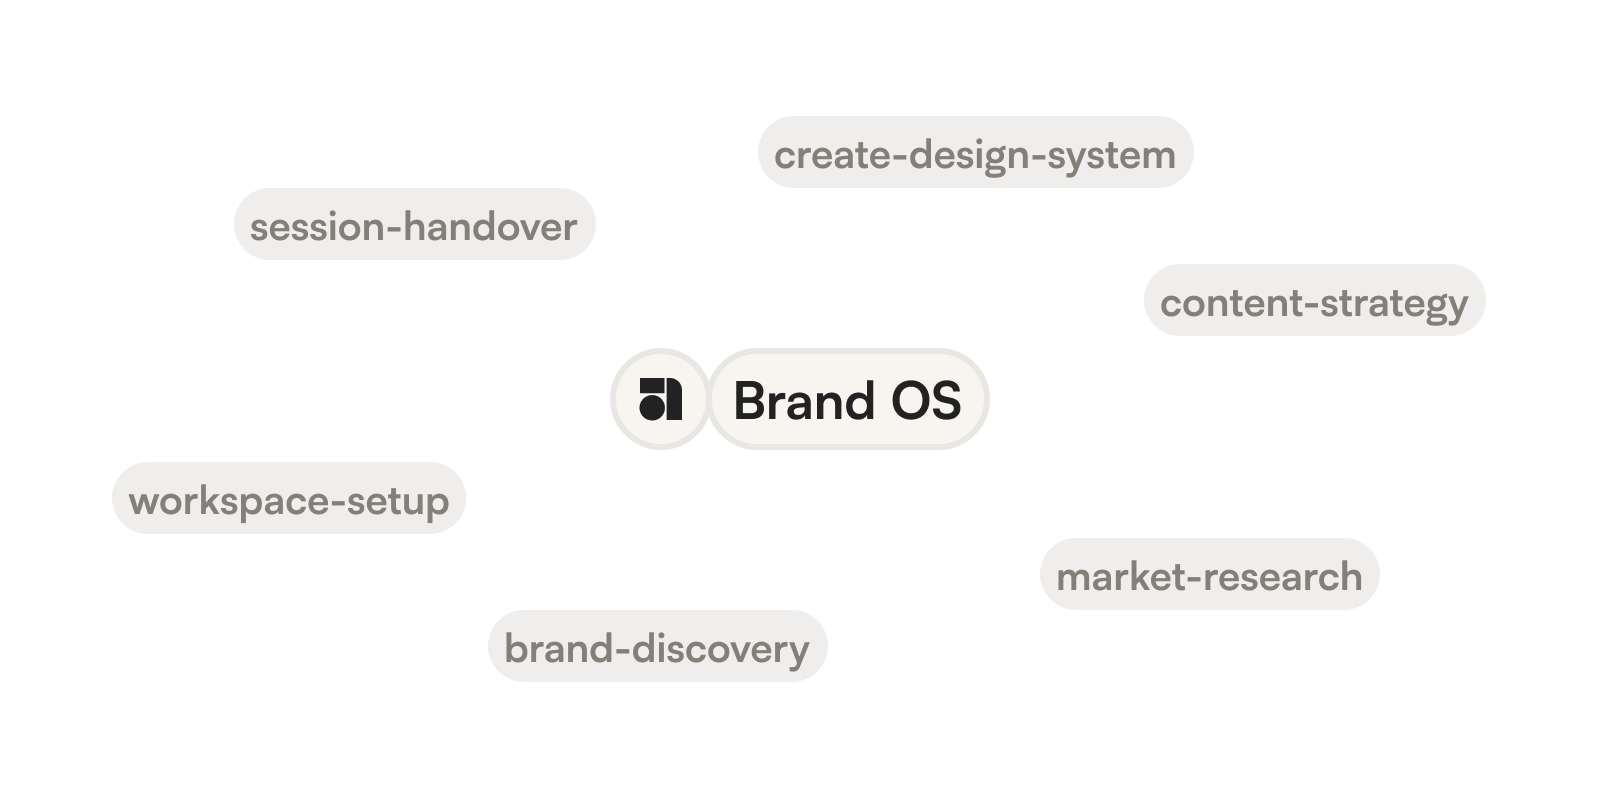 create-design-system
session-handover
content-strategy
Brand OS
workspace-setup
market-research
brand-discovery